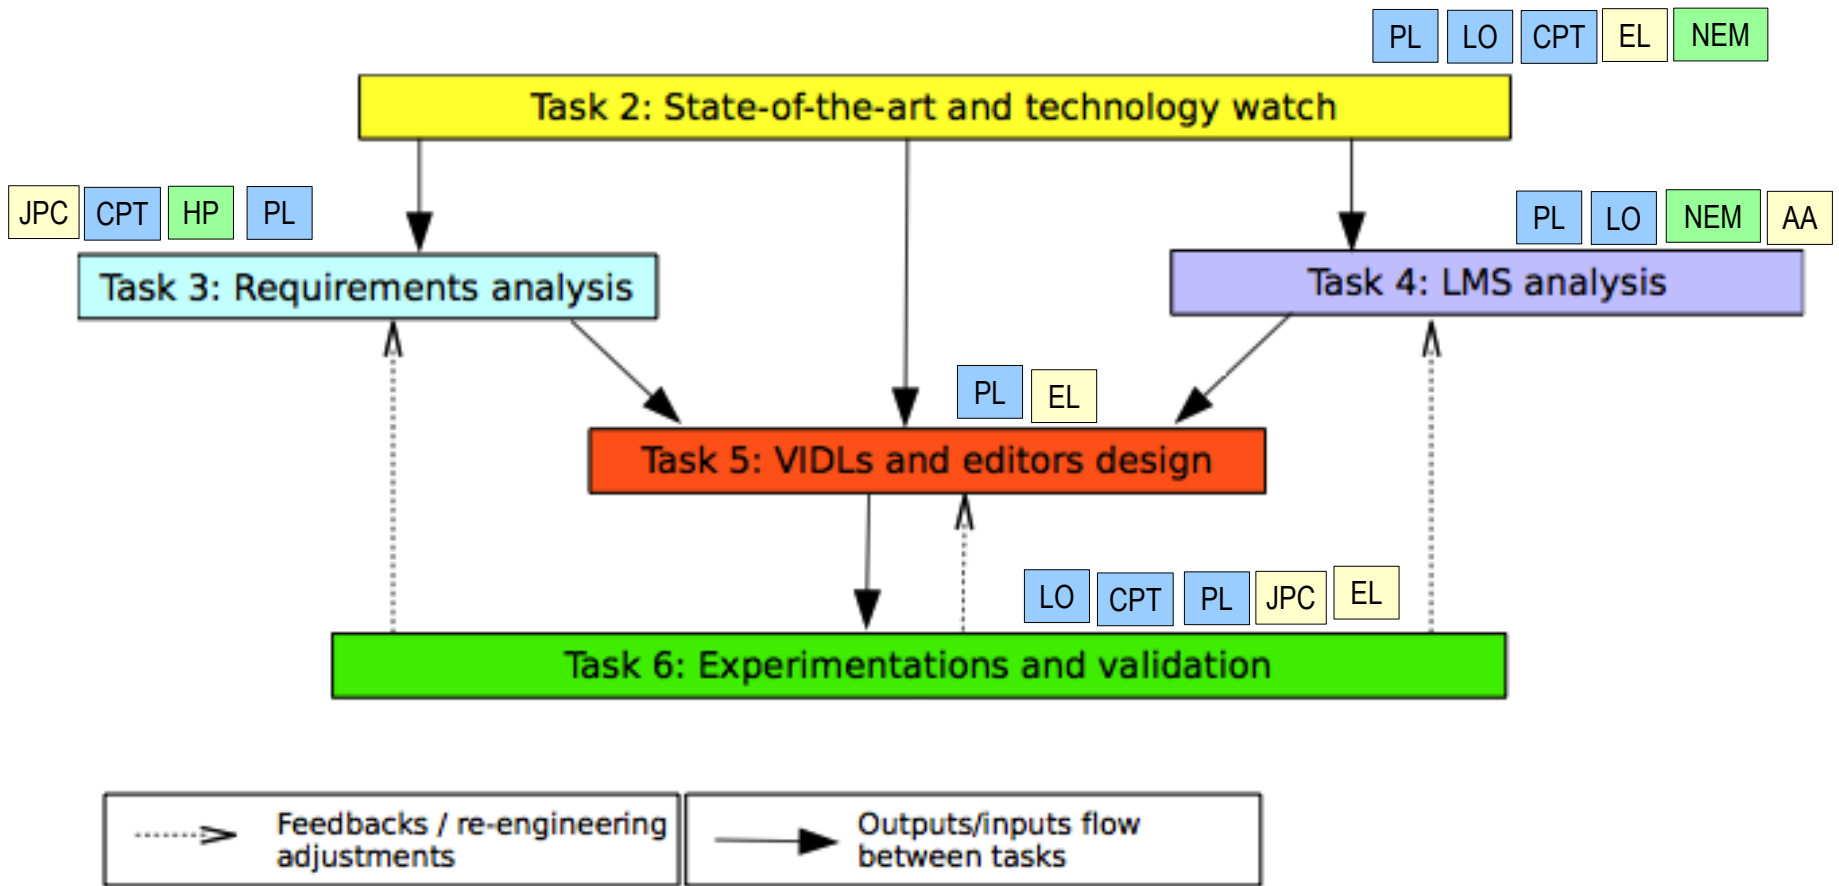 PL LO CPT EL NEM
Task 2: State-of-the-art and technology watch
JPC CPT HP PL
PL LO NEM AA
Task 3: Requirements analysis
Task 4: LMS analysis
PL EL
Task 5: VIDLs and editors design
LO CPT PL JPC EL
Task 6: Experimentations and validation
Feedbacks / re-engineering
adjustments
Outputs/inputs flow
between tasks